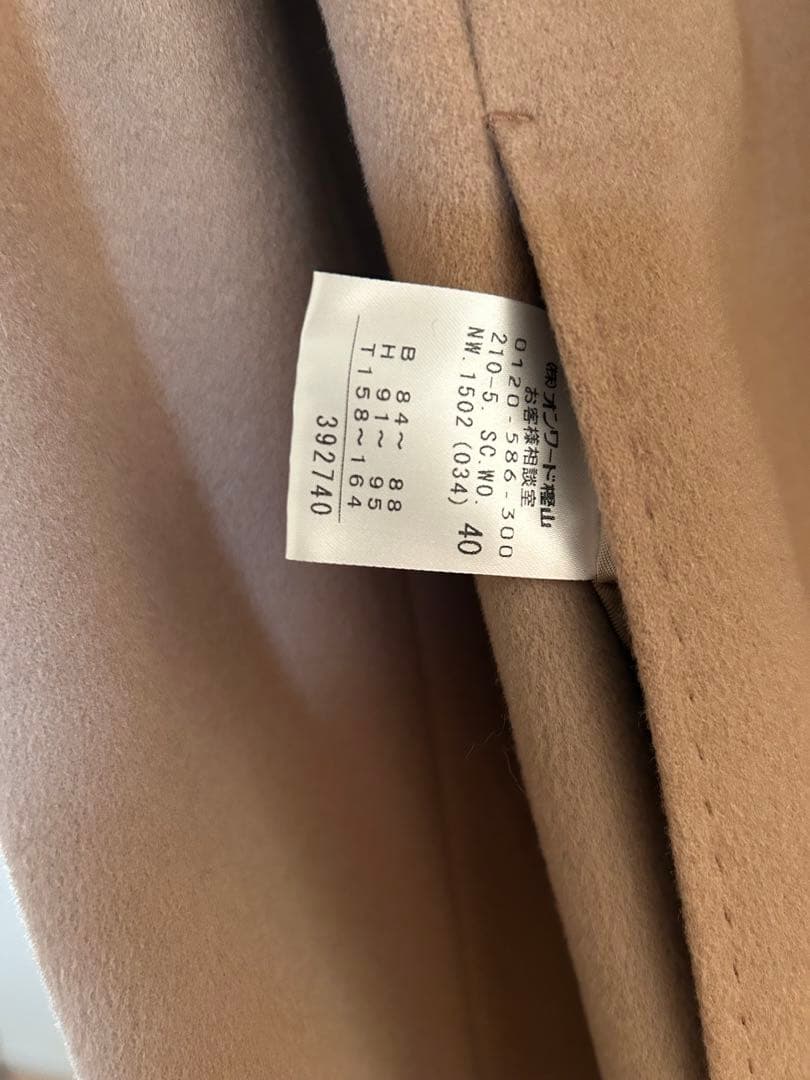 ㈱オンワード樫山
お客様相談室
0120-586-300
210-5. SC.WO.
NW.1502 (034) 40
B 84～ 88
H 91～ 95
T158～164
392740